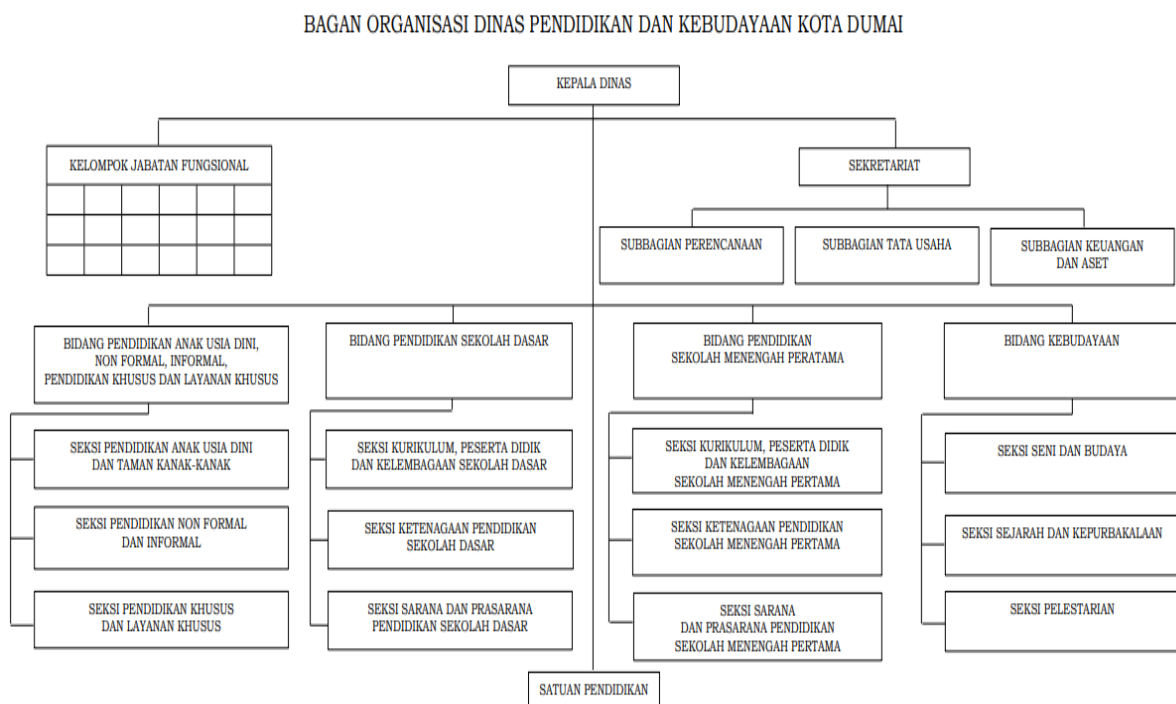 BAGAN ORGANISASI DINAS PENDIDIKAN DAN KEBUDAYAAN KOTA DUMAI
KEPALA DINAS
KELOMPOK JABATAN FUNGSIONAL
SEKRETARIAT
SUBBAGIAN PERENCANAAN
SUBBAGIAN TATA USAHA
SUBBAGIAN KEUANGAN
DAN ASET
BIDANG PENDIDIKAN ANAK USIA DINI,
NON FORMAL, INFORMAL,
PENDIDIKAN KHUSUS DAN LAYANAN KHUSUS
BIDANG PENDIDIKAN SEKOLAH DASAR
BIDANG PENDIDIKAN
SEKOLAH MENENGAH PERATAMA
BIDANG KEBUDAYAAN
SEKSI PENDIDIKAN ANAK USIA DINI
DAN TAMAN KANAK-KANAK
SEKSI KURIKULUM, PESERTA DIDIK
DAN KELEMBAGAAN SEKOLAH DASAR
SEKSI KURIKULUM, PESERTA DIDIK
DAN KELEMBAGAAN
SEKOLAH MENENGAH PERTAMA
SEKSI SENI DAN BUDAYA
SEKSI PENDIDIKAN NON FORMAL
DAN INFORMAL
SEKSI KETENAGAAN PENDIDIKAN
SEKOLAH DASAR
SEKSI KETENAGAAN PENDIDIKAN
SEKOLAH MENENGAH PERTAMA
SEKSI SEJARAH DAN KEPURBAKALAAN
SEKSI PENDIDIKAN KHUSUS
DAN LAYANAN KHUSUS
SEKSI SARANA DAN PRASARANA
PENDIDIKAN SEKOLAH DASAR
SEKSI SARANA
DAN PRASARANA PENDIDIKAN
SEKOLAH MENENGAH PERTAMA
SEKSI PELESTARIAN
SATUAN PENDIDIKAN